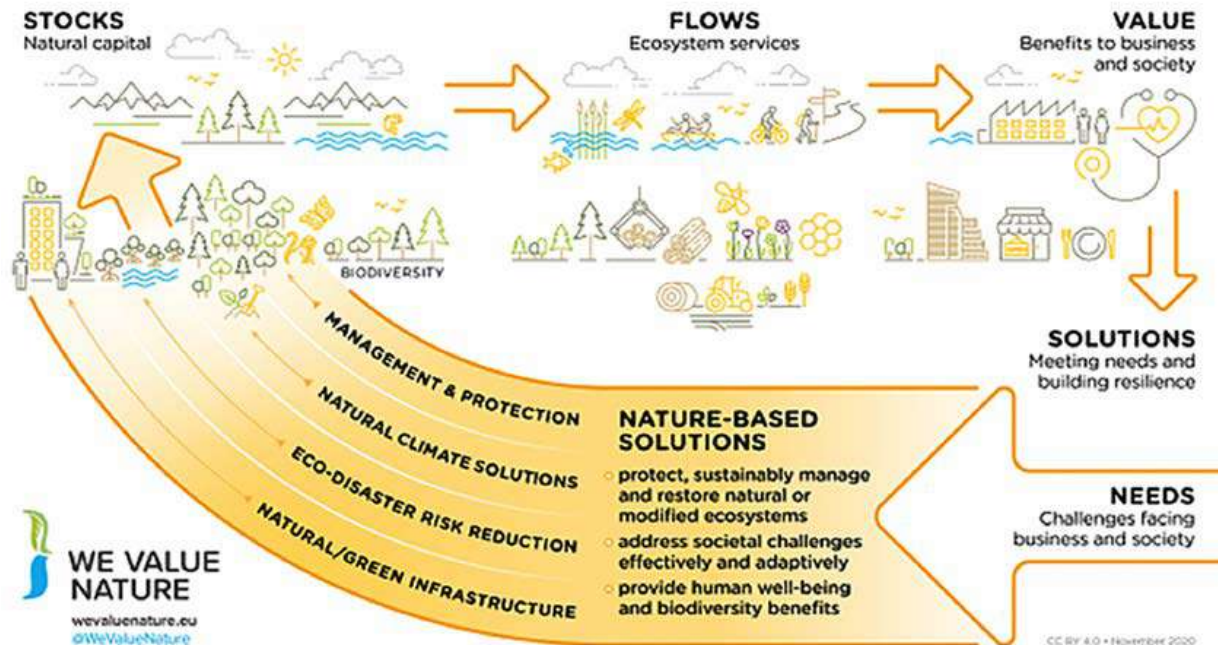 STOCKS
Natural capital
FLOWS
Ecosystem services
VALUE
Benefits to business
and society
BIODIVERSITY
SOLUTIONS
Meeting needs and
building resilience
MANAGEMENT & PROTECTION
NATURAL CLIMATE SOLUTIONS
ECO-DISASTER RISK REDUCTION
NATURAL/GREEN INFRASTRUCTURE
NATURE-BASED
SOLUTIONS
protect, sustainably manage
and restore natural or
modified ecosystems
address societal challenges
effectively and adaptively
provide human well-being
and biodiversity benefits
NEEDS
Challenges facing
business and society
WE VALUE
NATURE
wevaluenature.eu
@WeValueNature
CC BY 4.0 • November 2020